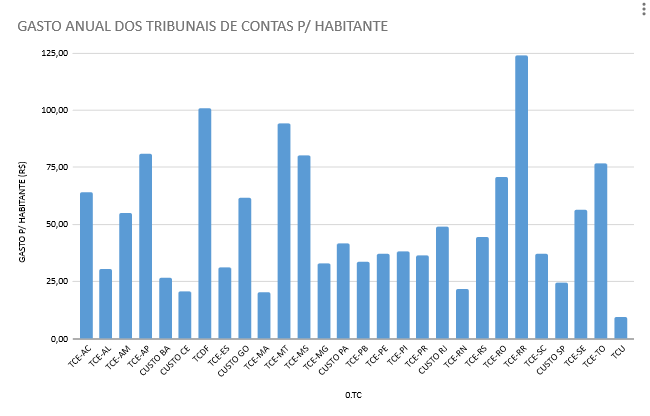 GASTO ANUAL DOS TRIBUNAIS DE CONTAS P/ HABITANTE
125,00
100,00
75,00
50,00
25,00
0,00
GASTO P/ HABITANTE (R$)
TCE-AC
TCE-AL
TCE-AM
TCE-AP
CUSTO BA
CUSTO CE
TCDF
TCE-ES
CUSTO GO
TCE-MA
TCE-MT
TCE-MS
TCE-MG
CUSTO PA
TCE-PB
TCE-PE
TCE-PI
TCE-PR
CUSTO RJ
TCE-RN
TCE-RS
TCE-RO
TCE-RR
TCE-SC
CUSTO SP
TCE-SE
TCE-TO
TCU
0.TC